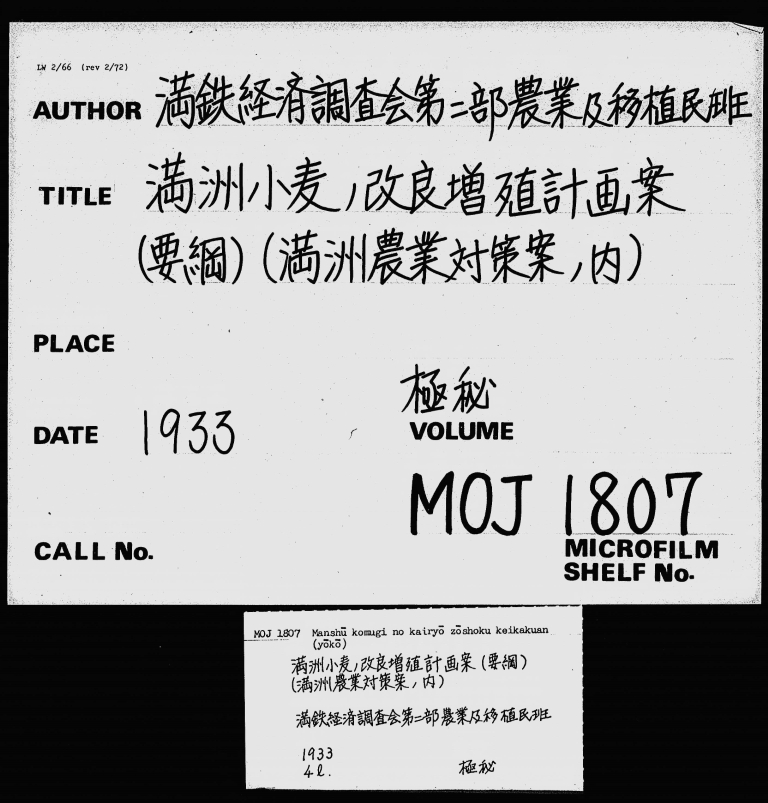 LW 2/66 (rev 2/72)
AUTHOR 満鉄経済調査会第二部農業及移植民班
TITLE 満洲小麦ノ改良増殖計画案
(要綱) (満洲農業対策案ノ内)
PLACE
極秘
DATE 1933
VOLUME
MOJ 1807
CALL No.
MICROFILM
SHELF No.
MOJ 1807 Manshū komugi no kairyō zōshoku keikakuan
(yōkō)
満洲小麦ノ改良増殖計画案 (要綱)
(満洲農業対策案ノ内)
満鉄経済調査会第二部農業及移植民班
1933
4ℓ. 極秘